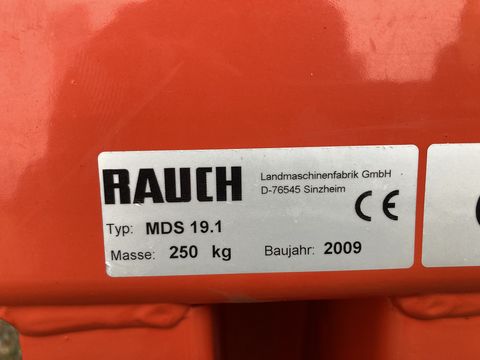 RAUCH
Landmaschinenfabrik GmbH
D-76545 Sinzheim
CE
Typ: MDS 19.1
Masse: 250 kg Baujahr: 2009